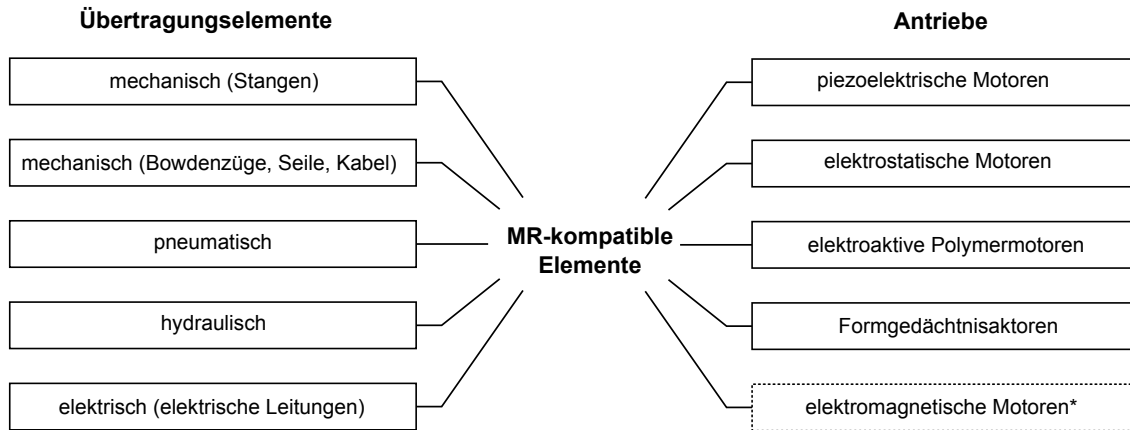 Übertragungselemente
mechanisch (Stangen)
mechanisch (Bowdenzüge, Seile, Kabel)
pneumatisch
hydraulisch
elektrisch (elektrische Leitungen)
MR-kompatible
Elemente
Antriebe
piezoelektrische Motoren
elektrostatische Motoren
elektroaktive Polymermotoren
Formgedächtnisaktoren
elektromagnetische Motoren*